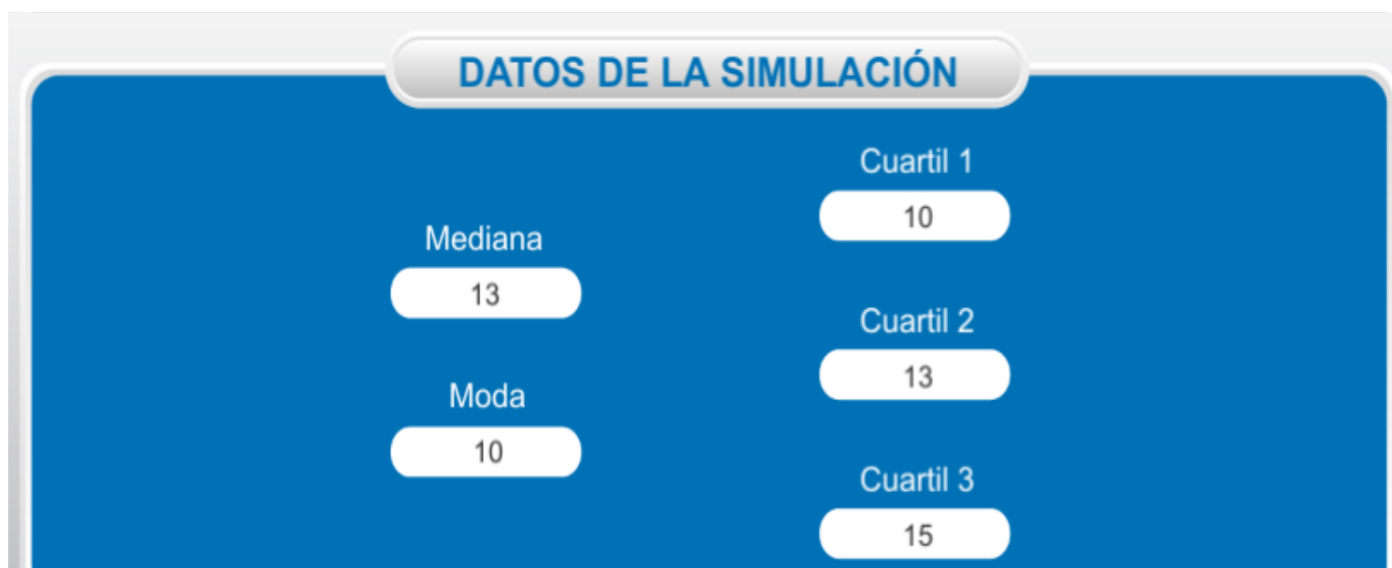 DATOS DE LA SIMULACIÓN
Mediana
13
Moda
10
Cuartil 1
10
Cuartil 2
13
Cuartil 3
15